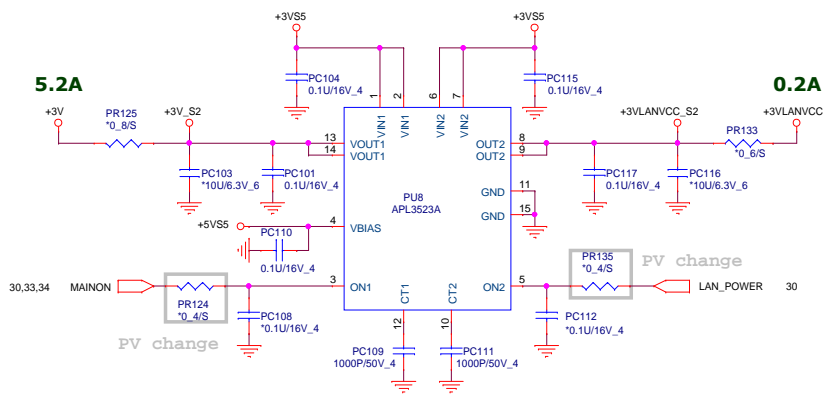 +3VS5
+3VS5
5.2A
0.2A
PC104
0.1U/16V_4
PC115
0.1U/16V_4
+3V
PR125
*0_8/S
+3V_S2
+3VLANVCC_S2
+3VLANVCC
PR133
*0_6/S
1
2
6
7
VIN1
VIN1
VIN2
VIN2
13
VOUT1
14
VOUT1
OUT2
8
OUT2
9
PC103
*10U/6.3V_6
PC101
0.1U/16V_4
PC117
0.1U/16V_4
PC116
*10U/6.3V_6
PU8
APL3523A
GND
11
GND
15
+5VS5
4
VBIAS
PC110
0.1U/16V_4
PR135
*0_4/S
PV change
30,33,34
MAINON
PR124
*0_4/S
3
ON1
CT1
CT2
ON2
5
LAN_POWER
30
PC108
*0.1U/16V_4
PC112
*0.1U/16V_4
PV change
12
10
PC109
1000P/50V_4
PC111
1000P/50V_4